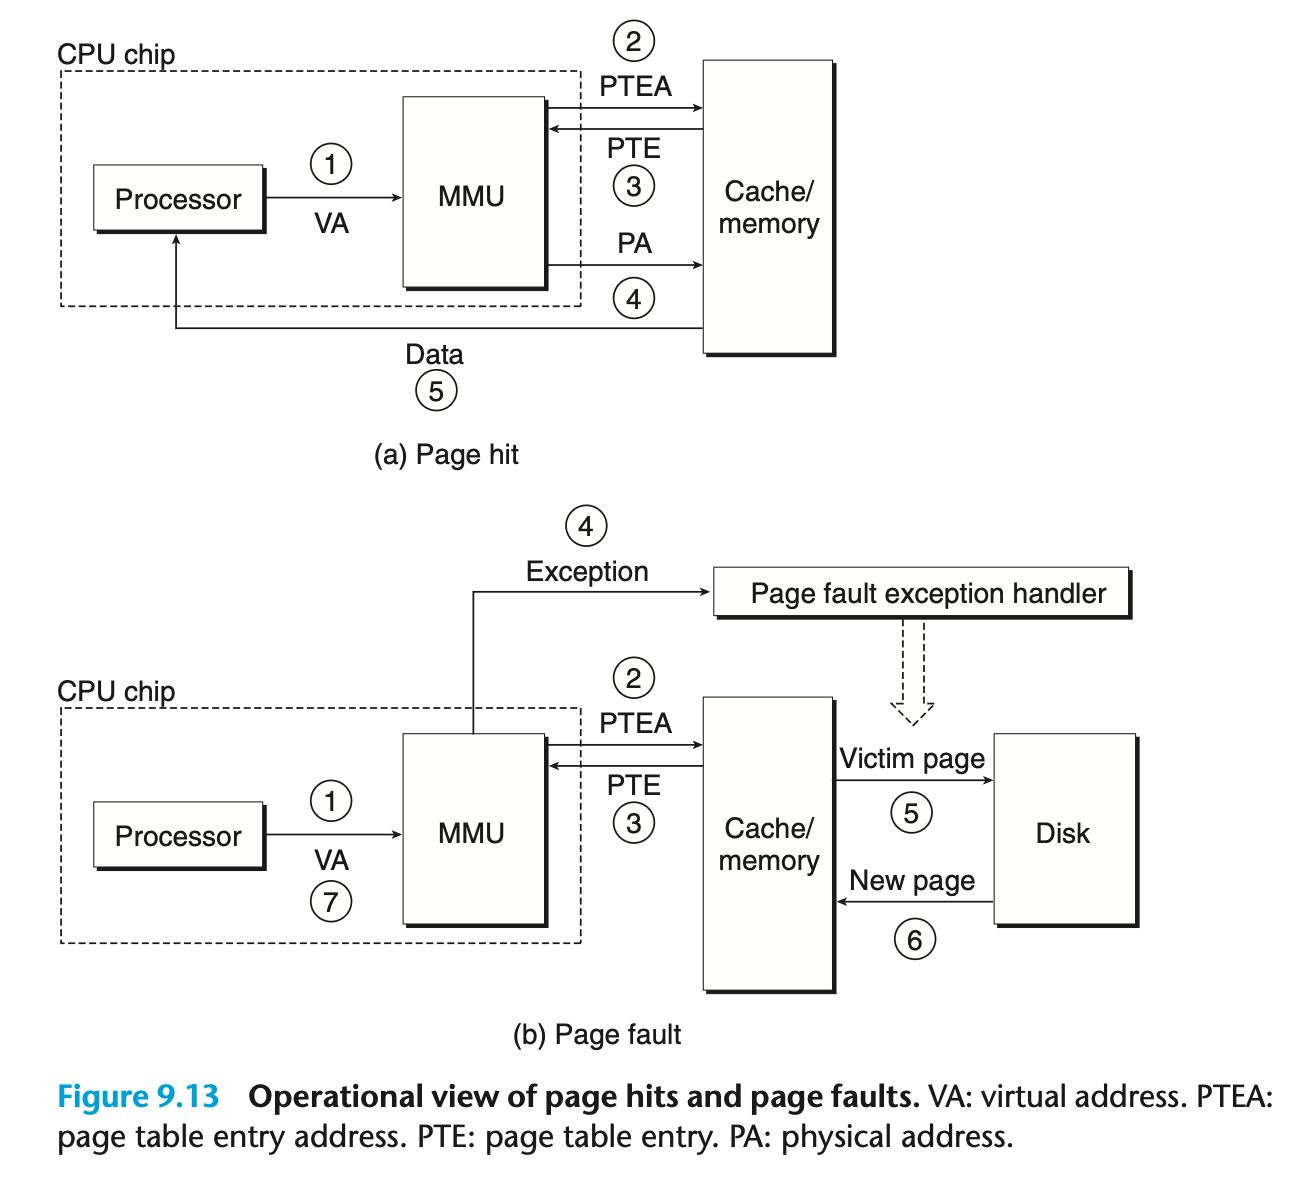 CPU chip
②
PTEA
①
Processor
VA
MMU
PTE
③
Cache/
memory
PA
④
Data
⑤
(a) Page hit
④
Exception
Page fault exception handler
CPU chip
②
PTEA
①
Processor
VA
⑦
MMU
PTE
③
Cache/
memory
Victim page
⑤
Disk
New page
⑥
(b) Page fault
Figure 9.13 Operational view of page hits and page faults. VA: virtual address. PTEA:
page table entry address. PTE: page table entry. PA: physical address.